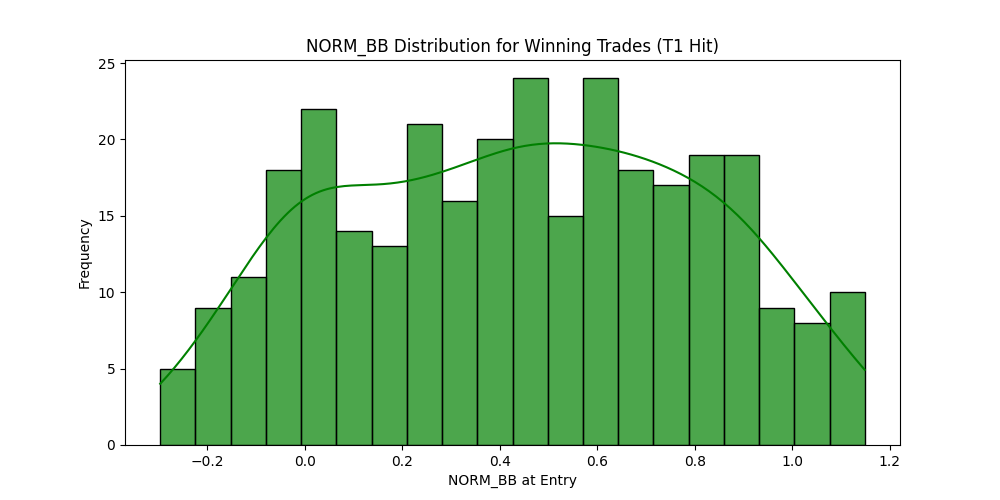 NORM_BB Distribution for Winning Trades (T1 Hit)
Frequency
25
20
15
10
5
0
−0.2 0.0 0.2 0.4 0.6 0.8 1.0 1.2
NORM_BB at Entry